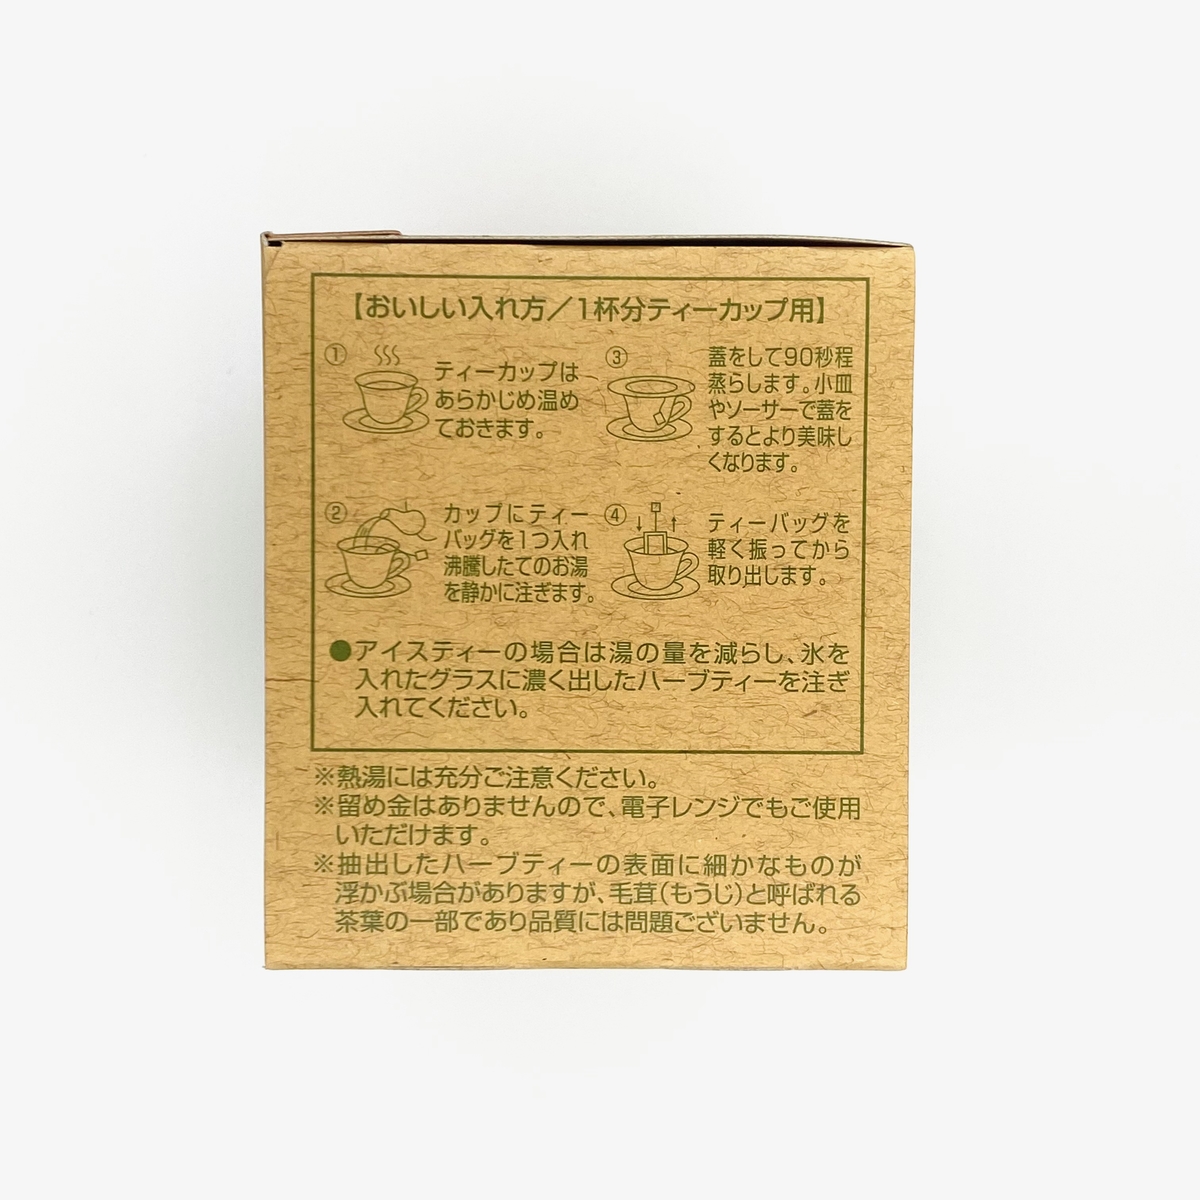 【おいしい入れ方／1杯分ティーカップ用】
①
ティーカップは
あらかじめ温め
ておきます。
②
カップにティー
バッグを1つ入れ
沸騰したてのお湯
を静かに注ぎます。
③
蓋をして90秒程
蒸らします。小皿
やソーサーで蓋を
するとより美味し
くなります。
④
ティーバッグを
軽く振ってから
取り出します。
●アイスティーの場合は湯の量を減らし、氷を
入れたグラスに濃く出したハーブティーを注ぎ
入れてください。
※熱湯には充分ご注意ください。
※留め金はありませんので、電子レンジでもご使用
いただけます。
※抽出したハーブティーの表面に細かなものが
浮かぶ場合がありますが、毛茸（もうじ）と呼ばれる
茶葉の一部であり品質には問題ございません。